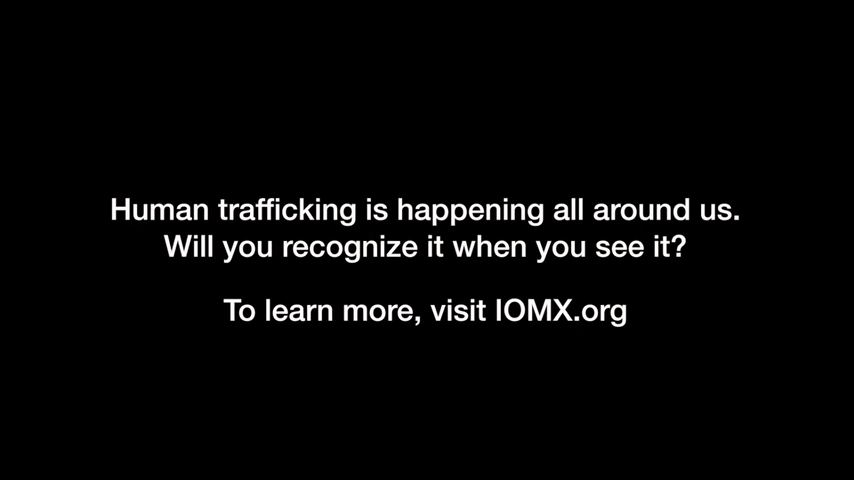 Human trafficking is happening all around us.
Will you recognize it when you see it?
To learn more, visit IOMX.org